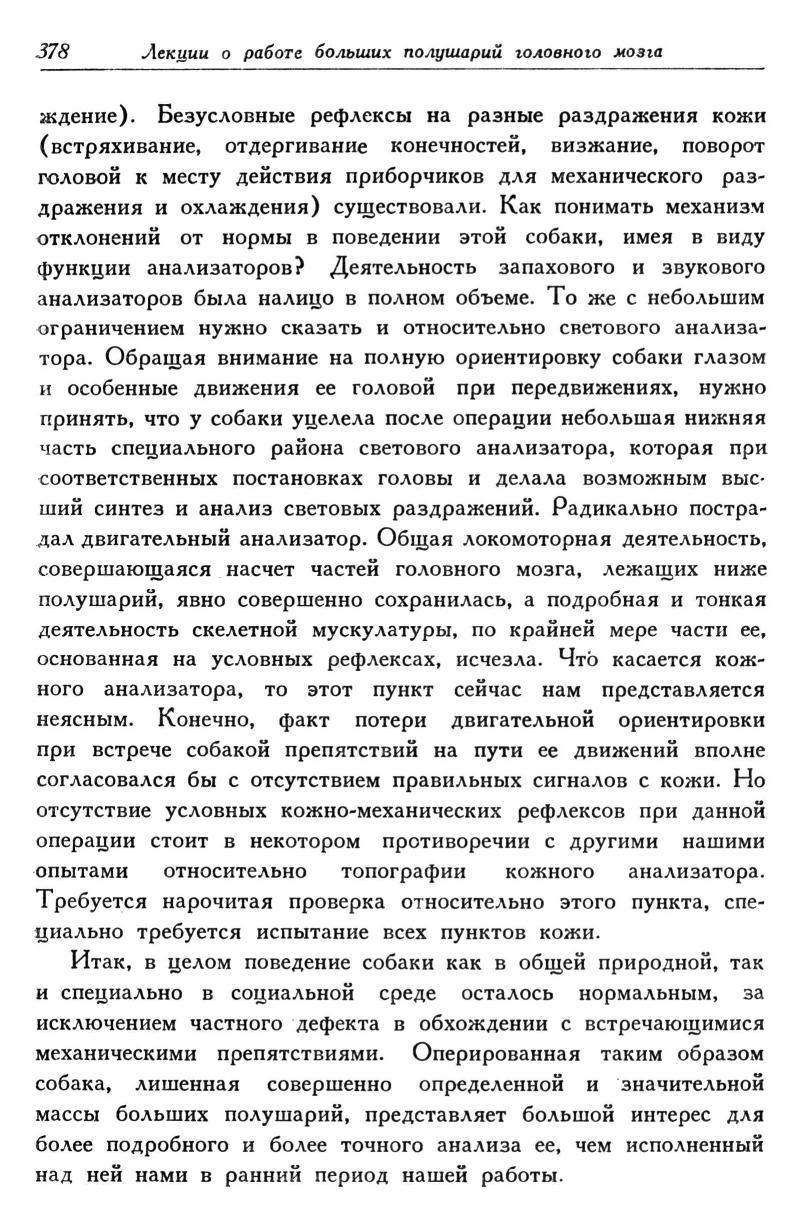 378 Лекции о работе больших полушарий головного мозга
ждение). Безусловные рефлексы на разные раздражения кожи
(встряхивание, отдергивание конечностей, визжание, поворот
головой к месту действия приборчиков для механического раз-
дражения и охлаждения) существовали. Как понимать механизм
отклонений от нормы в поведении этой собаки, имея в виду
функции анализаторов? Деятельность запахового и звукового
анализаторов была налицо в полном объеме. То же с небольшим
ограничением нужно сказать и относительно светового анализа-
тора. Обращая внимание на полную ориентировку собаки глазом
и особенные движения ее головой при передвижениях, нужно
принять, что у собаки уцелела после операции небольшая нижняя
часть специального района светового анализатора, которая при
соответственных постановках головы и делала возможным выс-
ший синтез и анализ световых раздражений. Радикально постра-
дал двигательный анализатор. Общая локомоторная деятельность,
совершающаяся насчет частей головного мозга, лежащих ниже
полушарий, явно совершенно сохранилась, а подробная и тонкая
деятельность скелетной мускулатуры, по крайней мере части ее,
основанная на условных рефлексах, исчезла. Что́ касается кож-
ного анализатора, то этот пункт сейчас нам представляется
неясным. Конечно, факт потери двигательной ориентировки
при встрече собакой препятствий на пути ее движений вполне
согласовался бы с отсутствием правильных сигналов с кожи. Но
отсутствие условных кожно-механических рефлексов при данной
операции стоит в некотором противоречии с другими нашими
опытами относительно топографии кожного анализатора.
Требуется нарочитая проверка относительно этого пункта, спе-
циально требуется испытание всех пунктов кожи.
Итак, в целом поведение собаки как в общей природной, так
и специально в социальной среде осталось нормальным, за
исключением частного дефекта в обхождении с встречающимися
механическими препятствиями. Оперированная таким образом
собака, лишенная совершенно определенной и значительной
массы больших полушарий, представляет большой интерес для
более подробного и более точного анализа ее, чем исполненный
над ней нами в ранний период нашей работы.